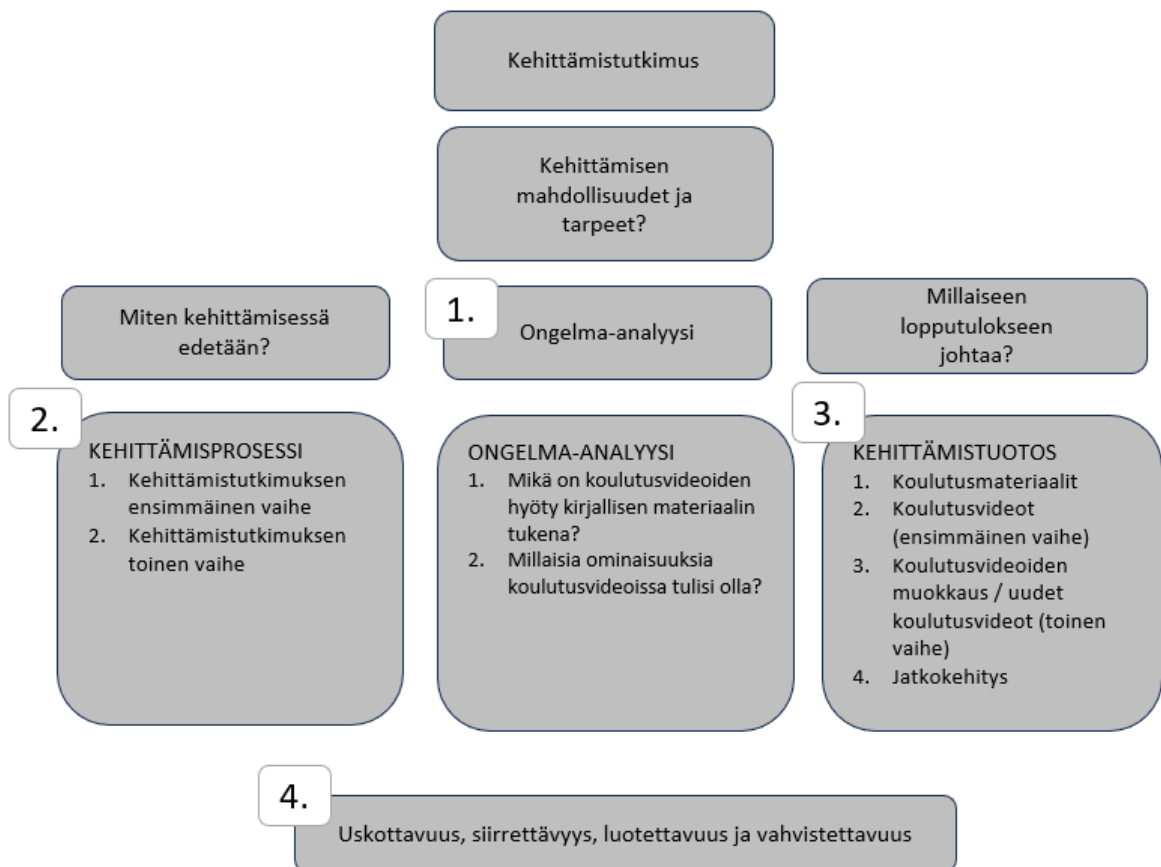 Kehittämistutkimus
Kehittämisen
mahdollisuudet ja
tarpeet?
Miten kehittämisessä
edetään?
1.
Ongelma-analyysi
Millaiseen
lopputulokseen
johtaa?
2.
KEHITTÄMISPROSESSI
1. Kehittämistutkimuksen
ensimmäinen vaihe
2. Kehittämistutkimuksen
toinen vaihe
ONGELMA-ANALYYSI
1. Mikä on koulutusvideoiden
hyöty kirjallisen materiaalin
tukena?
2. Millaisia ominaisuuksia
koulutusvideoissa tulisi olla?
3.
KEHITTÄMISTUOTOS
1. Koulutusmateriaalit
2. Koulutusvideot
(ensimmäinen vaihe)
3. Koulutusvideoiden
muokkaus / uudet
koulutusvideot (toinen
vaihe)
4. Jatkokehitys
4.
Uskottavuus, siirrettävyys, luotettavuus ja vahvistettavuus